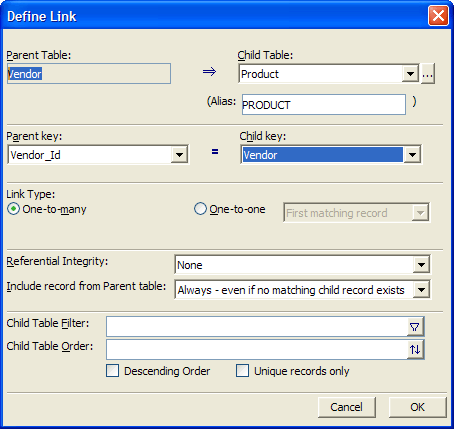 Define Link
Parent Table:
Child Table:
Vendor
⇒
Product
...
(Alias: PRODUCT )
Parent key:
Child key:
Vendor_Id
=
Vendor
Link Type:
One-to-many
One-to-one
First matching record
Referential Integrity:
None
Include record from Parent table:
Always - even if no matching child record exists
Child Table Filter:
Child Table Order:
Descending Order
Unique records only
Cancel
OK